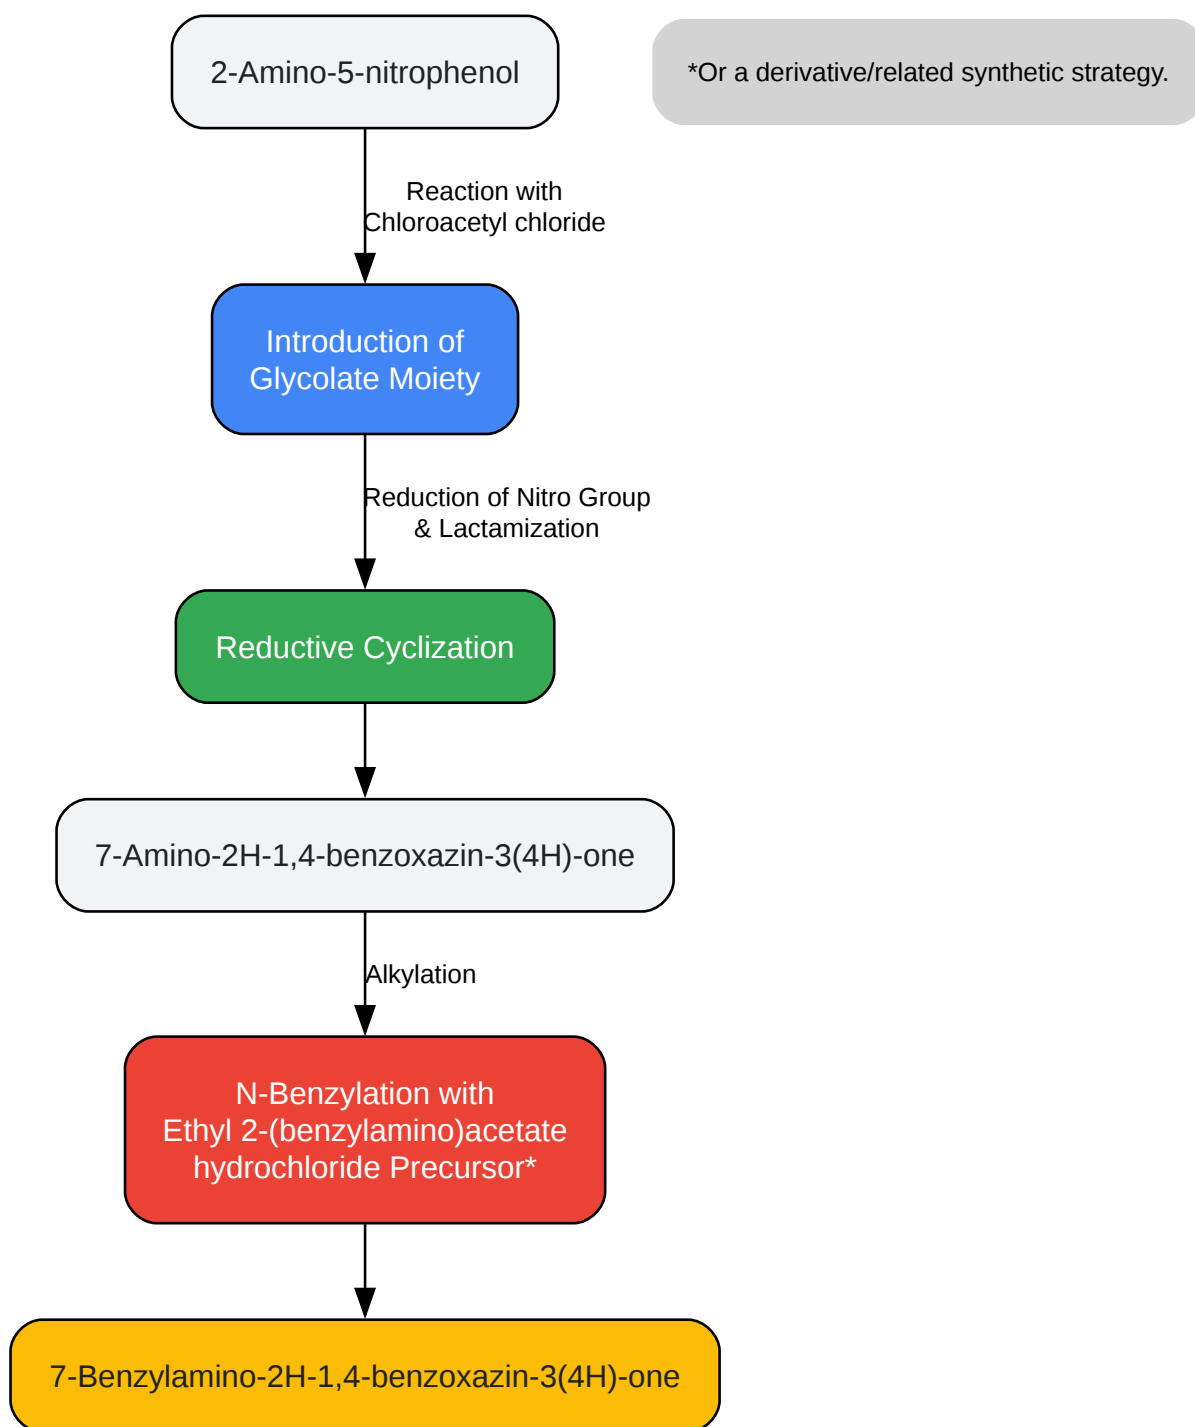 2-Amino-5-nitrophenol
*Or a derivative/related synthetic strategy.
Reaction with
Chloroacetyl chloride
Introduction of
Glycolate Moiety
Reduction of Nitro Group
& Lactamization
Reductive Cyclization
7-Amino-2H-1,4-benzoxazin-3(4H)-one
Alkylation
N-Benzylation with
Ethyl 2-(benzylamino)acetate
hydrochloride Precursor*
7-Benzylamino-2H-1,4-benzoxazin-3(4H)-one